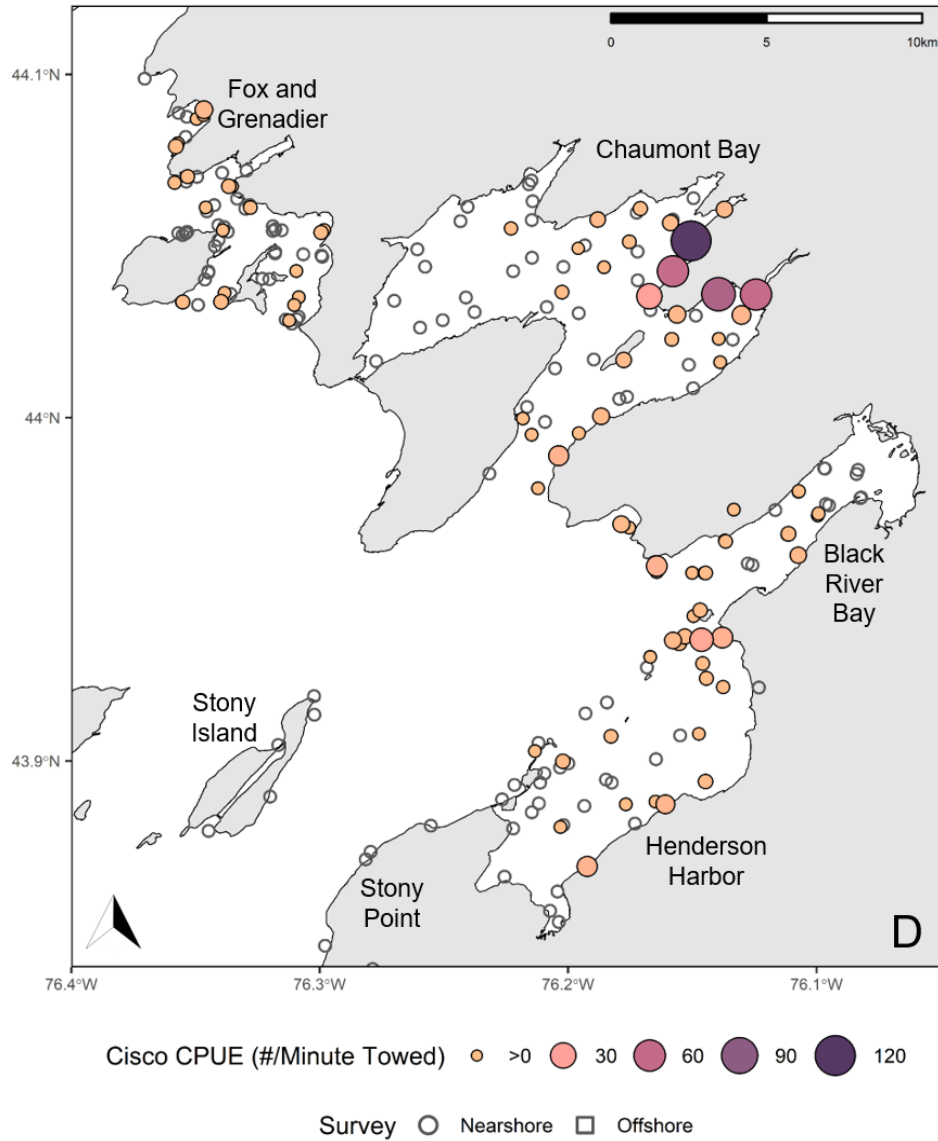 0 5 10km
44.1°N
Fox and
Grenadier
Chaumont Bay
44°N
Black
River
Bay
Stony
Island
43.9°N
Henderson
Harbor
Stony
Point
D
76.4°W 76.3°W 76.2°W 76.1°W
Cisco CPUE (#/Minute Towed) >0 30 60 90 120
Survey Nearshore Offshore